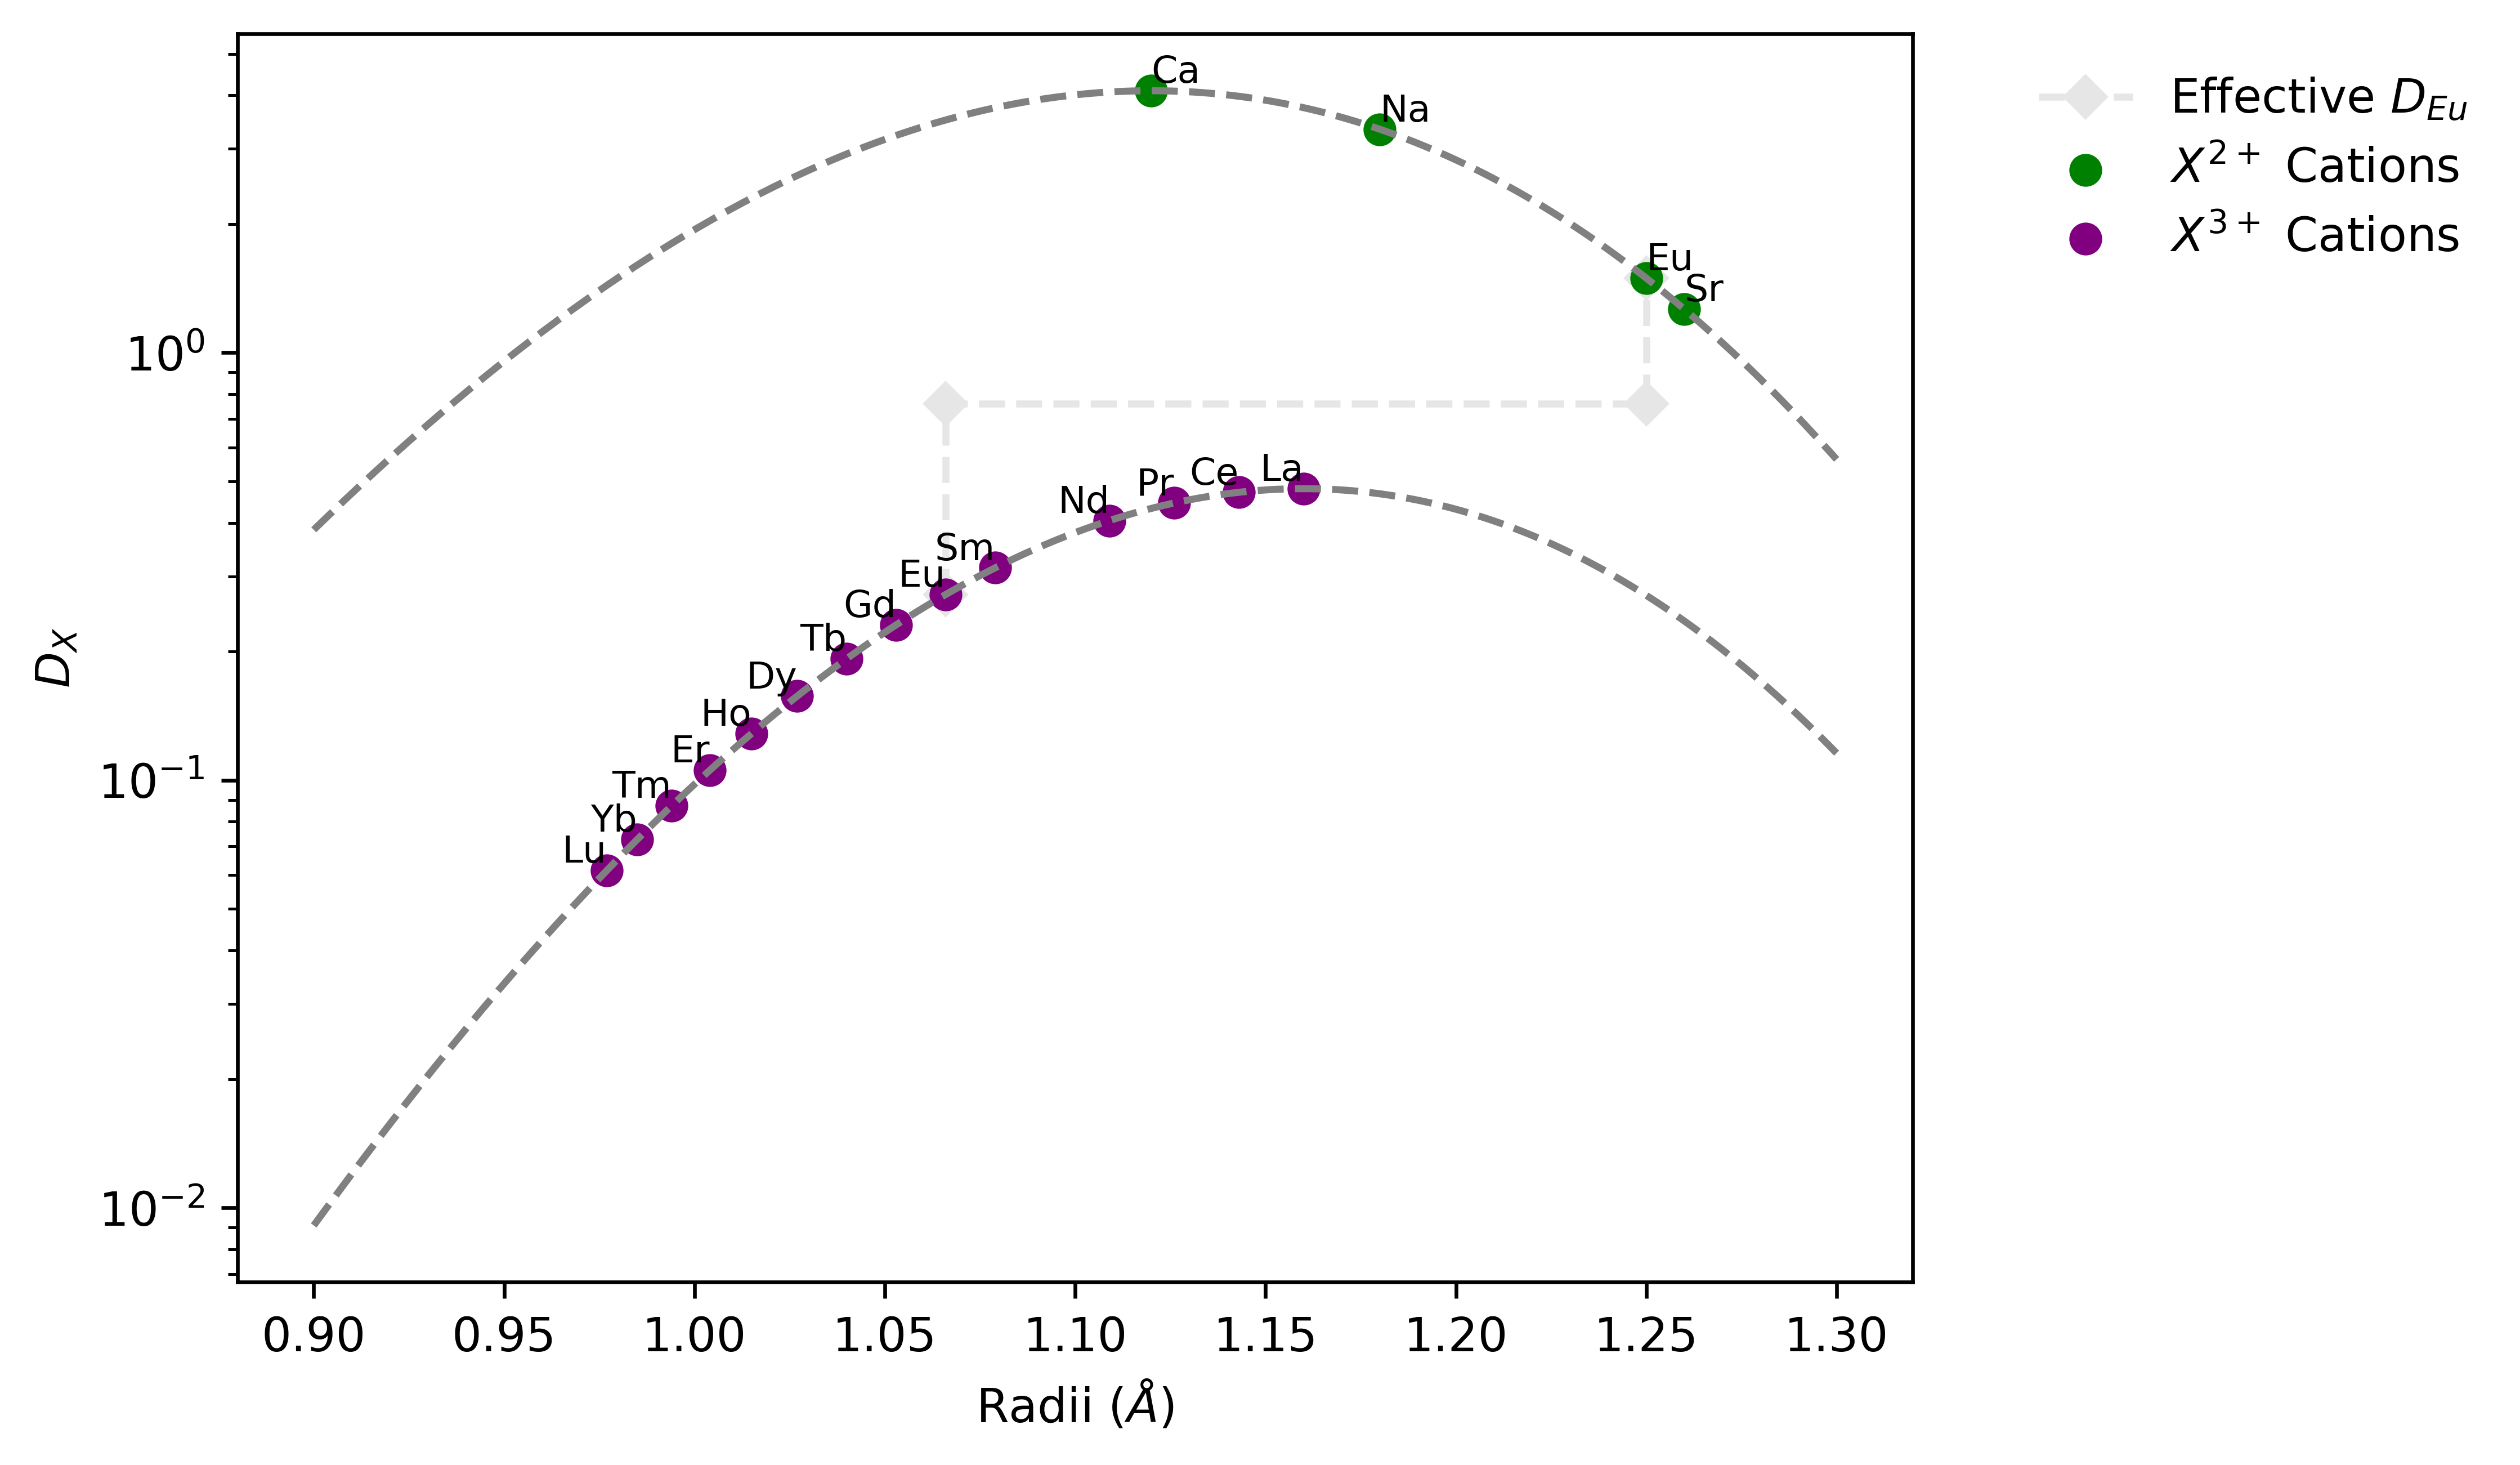 Effective $D_{Eu}$
$X^{2+}$ Cations
$X^{3+}$ Cations
Ca
Na
Eu
Sr
La
Ce
Pr
Nd
Sm
Eu
Gd
Tb
Dy
Ho
Er
Tm
Yb
Lu
$10^{0}$
$10^{-1}$
$10^{-2}$
$D_X$
0.90 0.95 1.00 1.05 1.10 1.15 1.20 1.25 1.30
Radii (Å)